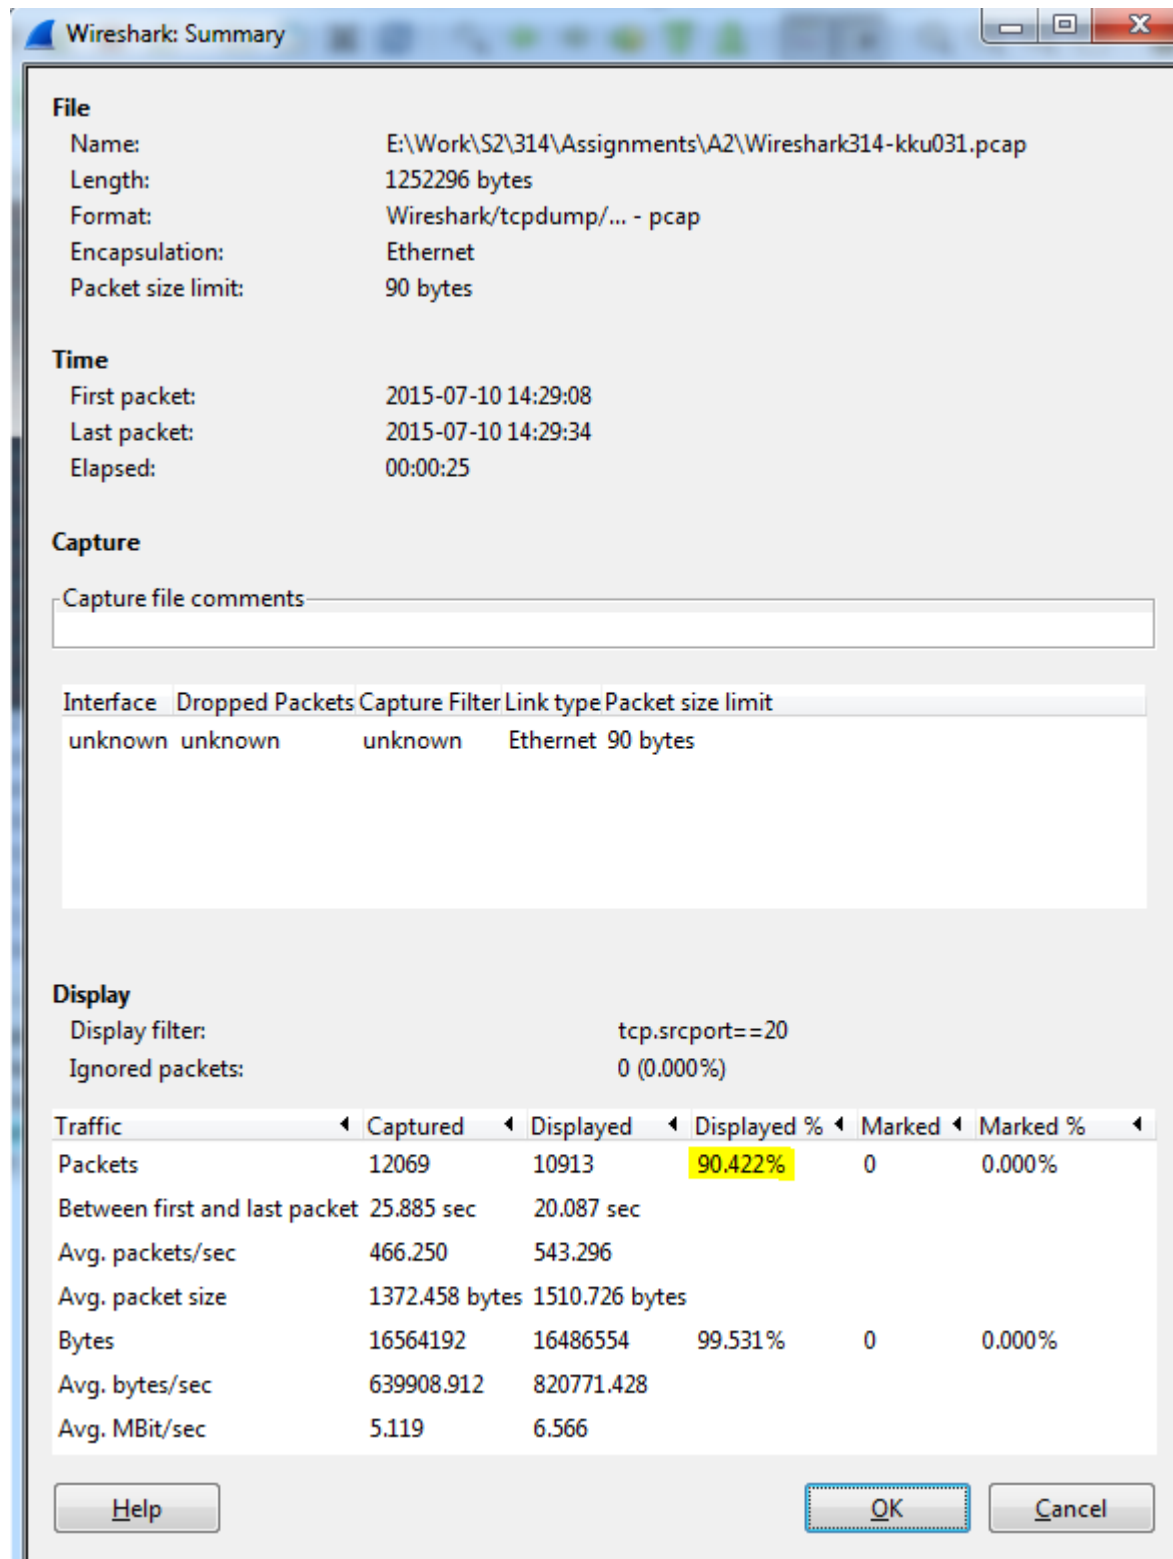 Wireshark: Summary
File
Name: E:\Work\S2\314\Assignments\A2\Wireshark314-kku031.pcap
Length: 1252296 bytes
Format: Wireshark/tcpdump/... - pcap
Encapsulation: Ethernet
Packet size limit: 90 bytes
Time
First packet: 2015-07-10 14:29:08
Last packet: 2015-07-10 14:29:34
Elapsed: 00:00:25
Capture
Capture file comments
Interface Dropped Packets Capture Filter Link type Packet size limit
unknown unknown unknown Ethernet 90 bytes
Display
Display filter: tcp.srcport==20
Ignored packets: 0 (0.000%)
Traffic Captured Displayed Displayed % Marked Marked %
Packets 12069 10913 90.422% 0 0.000%
Between first and last packet 25.885 sec 20.087 sec
Avg. packets/sec 466.250 543.296
Avg. packet size 1372.458 bytes 1510.726 bytes
Bytes 16564192 16486554 99.531% 0 0.000%
Avg. bytes/sec 639908.912 820771.428
Avg. MBit/sec 5.119 6.566
Help OK Cancel